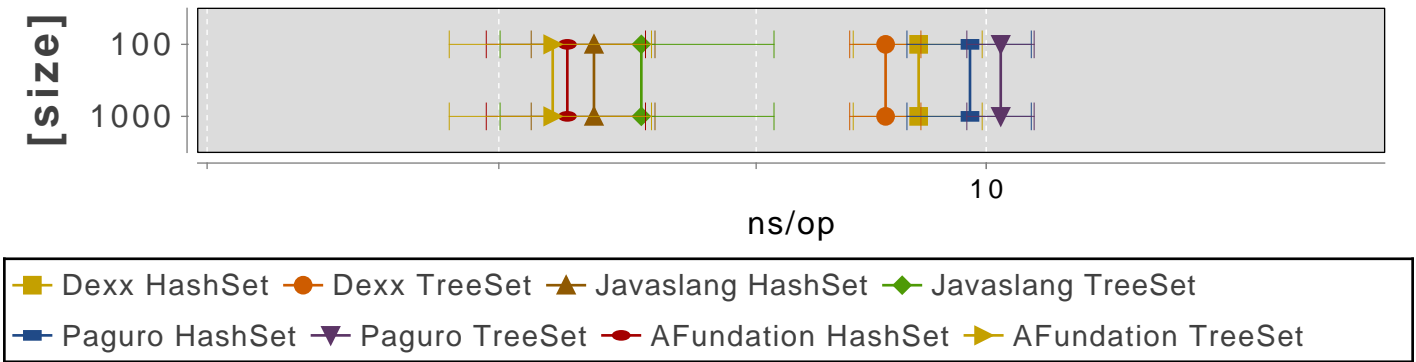 [size]
100
1000
10
ns/op
Dexx HashSet Dexx TreeSet Javaslang HashSet Javaslang TreeSet
Paguro HashSet Paguro TreeSet AFundation HashSet AFundation TreeSet